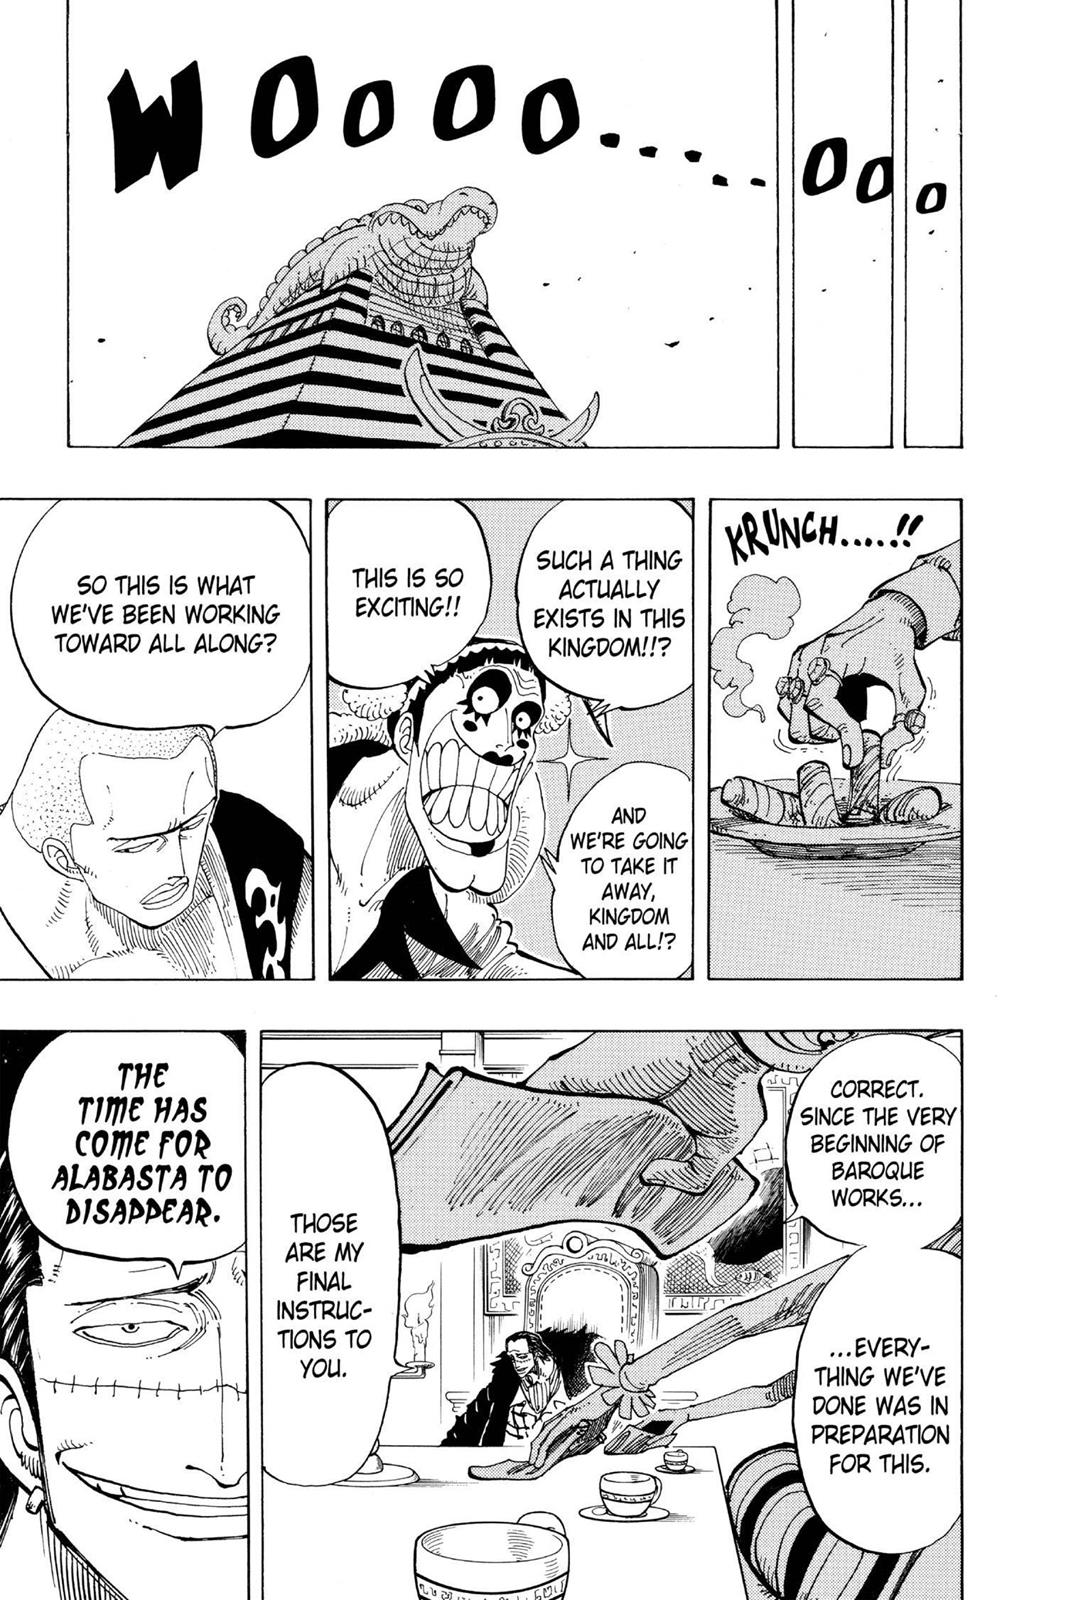 WOOOO......OOO
KRUNCH.....!!
SUCH A THING
ACTUALLY
EXISTS IN THIS
KINGDOM!!?
THIS IS SO
EXCITING!!
AND
WE'RE GOING
TO TAKE IT
AWAY,
KINGDOM
AND ALL!?
SO THIS IS WHAT
WE'VE BEEN WORKING
TOWARD ALL ALONG?
CORRECT.
SINCE THE VERY
BEGINNING OF
BAROQUE
WORKS...
...EVERY-
THING WE'VE
DONE WAS IN
PREPARATION
FOR THIS.
THOSE
ARE MY
FINAL
INSTRUC-
TIONS TO
YOU.
THE
TIME HAS
COME FOR
ALABASTA TO
DISAPPEAR.